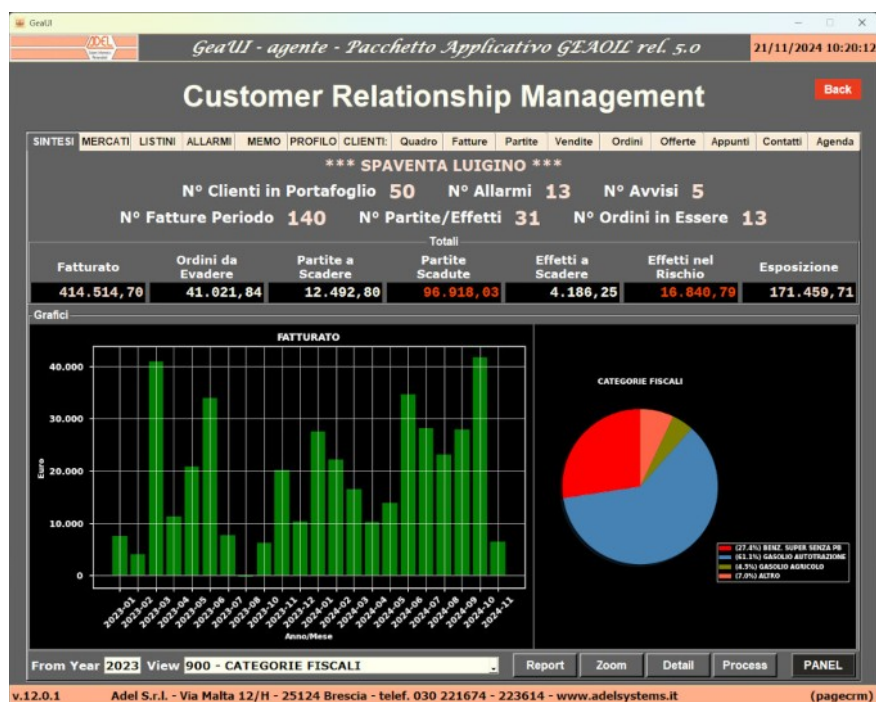 GeaUI
ADEL
GeaUI - agente - Pacchetto Applicativo GEAOIL rel. 5.0
21/11/2024 10:20:12
Customer Relationship Management
Back
SINTESI MERCATI LISTINI ALLARMI MEMO PROFILO CLIENTI: Quadro Fatture Partite Vendite Ordini Offerte Appunti Contatti Agenda
*** SPAVENTA LUIGINO ***
N° Clienti in Portafoglio 50 N° Allarmi 13 N° Avvisi 5
N° Fatture Periodo 140 N° Partite/Effetti 31 N° Ordini in Essere 13
Totali
Fatturato Ordini da Evadere Partite a Scadere Partite Scadute Effetti a Scadere Effetti nel Rischio Esposizione
414.514,70 41.021,84 12.492,80 96.918,03 4.186,25 16.840,79 171.459,71
Grafici
FATTURATO
40.000
30.000
20.000
10.000
0
Euro
2023-01 2023-02 2023-03 2023-04 2023-05 2023-06 2023-07 2023-08 2023-10 2023-11 2023-12 2024-01 2024-02 2024-03 2024-04 2024-05 2024-06 2024-07 2024-08 2024-09 2024-10 2024-11
Anno/Mese
CATEGORIE FISCALI
(27.4%) BENZ. SUPER SENZA PB
(61.1%) GASOLIO AUTOTRAZIONE
(4.5%) GASOLIO AGRICOLO
(7.0%) ALTRO
From Year 2023 View 900 - CATEGORIE FISCALI Report Zoom Detail Process PANEL
v.12.0.1 Adel S.r.l. - Via Malta 12/H - 25124 Brescia - telef. 030 221674 - 223614 - www.adelsystems.it (pagecrm)